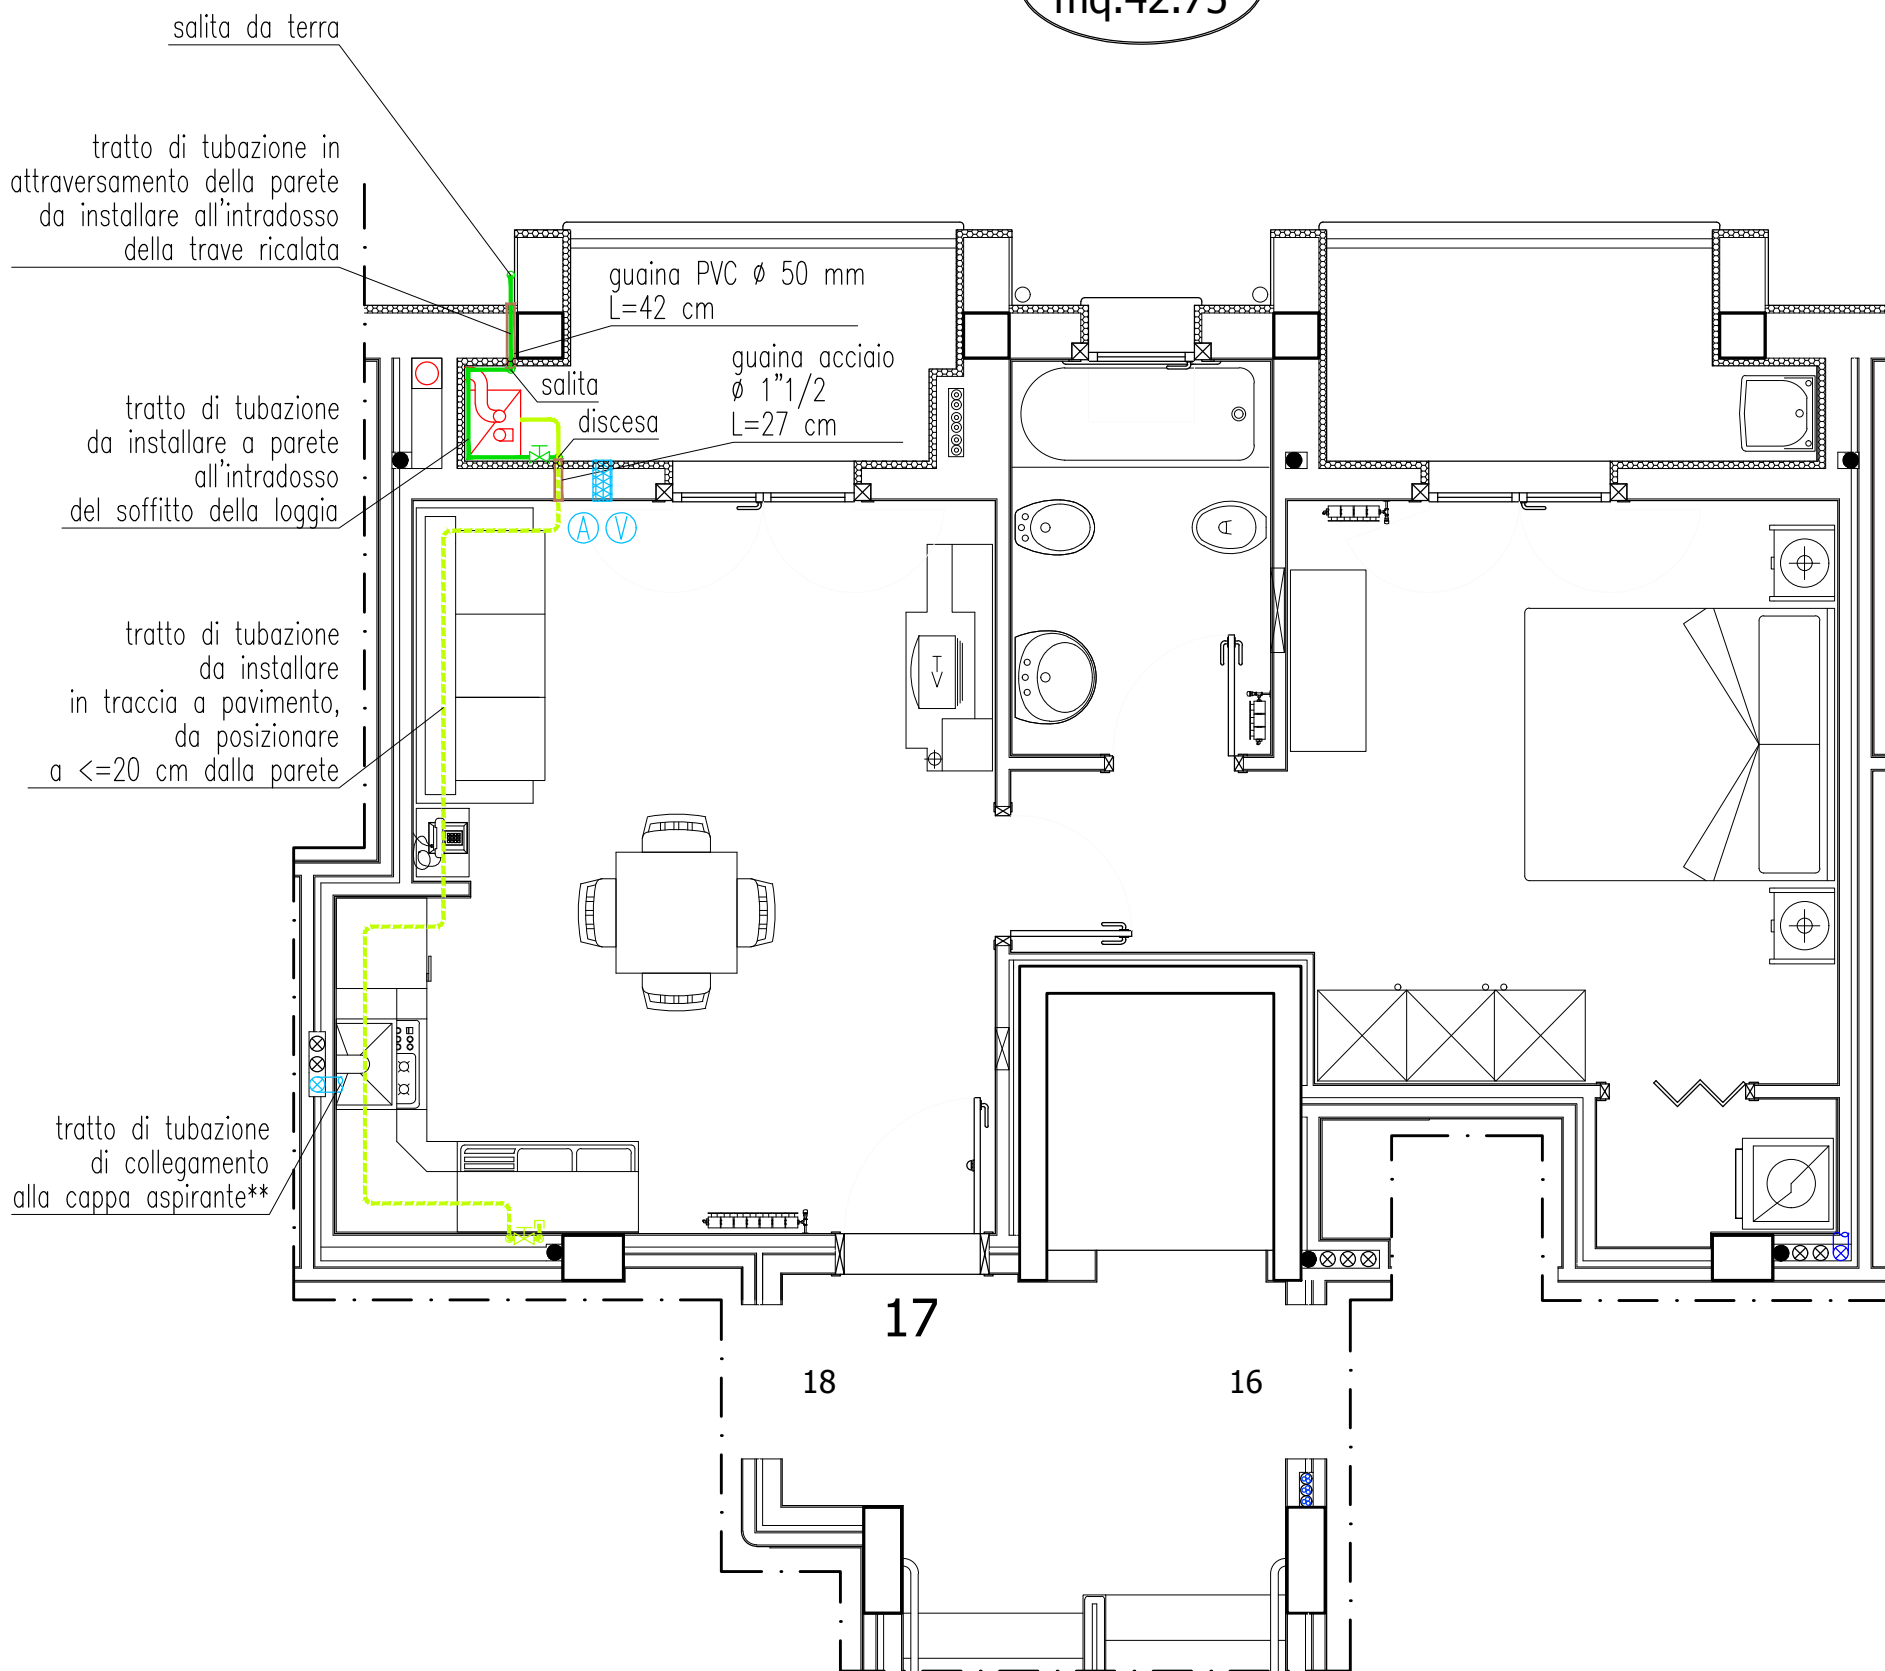 mq.42.75
salita da terra
tratto di tubazione in
attraversamento della parete
da installare all'intradosso
della trave ricalata
guaina PVC ø 50 mm
L=42 cm
guaina acciaio
ø 1"1/2
L=27 cm
salita
discesa
tratto di tubazione
da installare a parete
all'intradosso
del soffitto della loggia
A V
tratto di tubazione
da installare
in traccia a pavimento,
da posizionare
a <=20 cm dalla parete
T
tratto di tubazione
di collegamento
alla cappa aspirante**
17
18
16